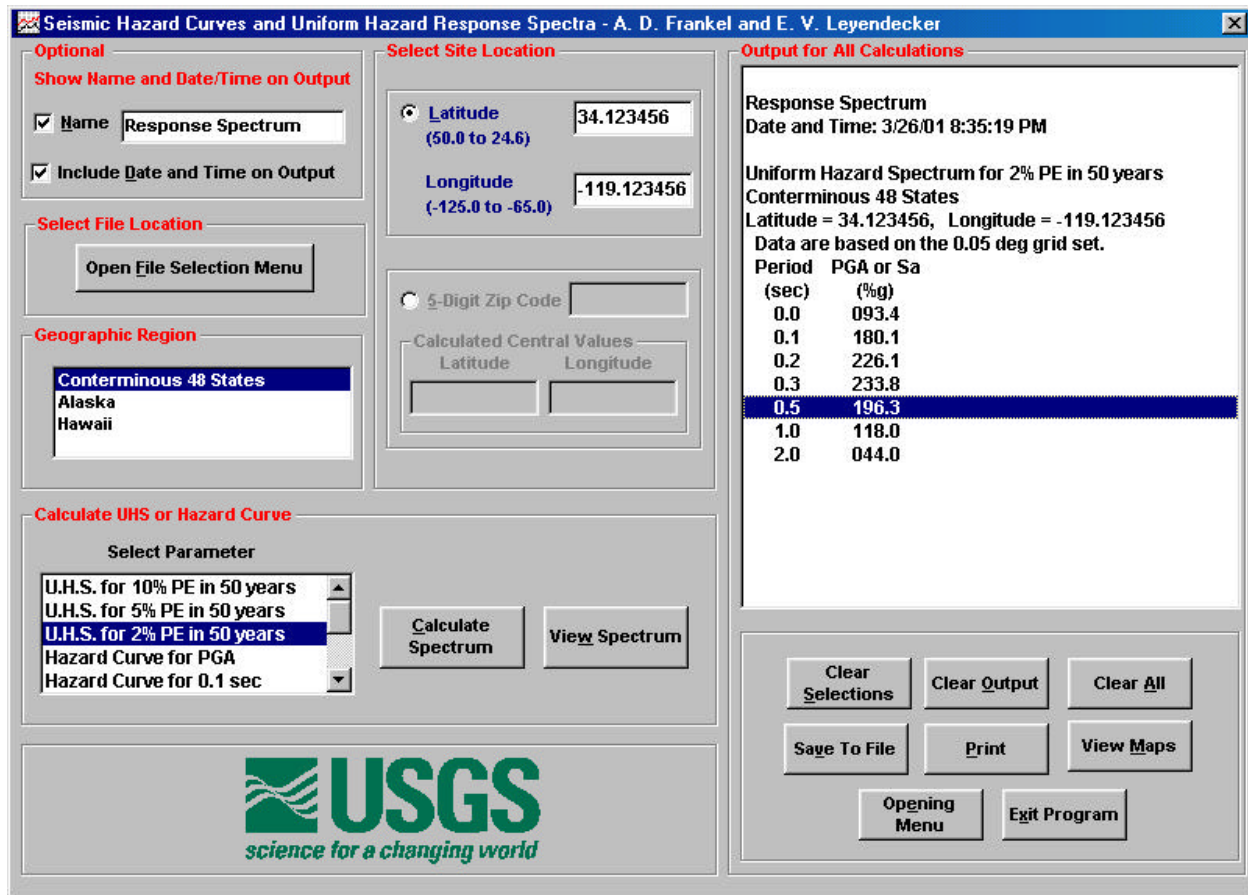 Seismic Hazard Curves and Uniform Hazard Response Spectra - A. D. Frankel and E. V. Leyendecker
Optional
Show Name and Date/Time on Output
Name Response Spectrum
Include Date and Time on Output
Select File Location
Open File Selection Menu
Geographic Region
Conterminous 48 States
Alaska
Hawaii
Select Site Location
Latitude 34.123456
(50.0 to 24.6)
Longitude -119.123456
(-125.0 to -65.0)
5-Digit Zip Code
Calculated Central Values
Latitude Longitude
Calculate UHS or Hazard Curve
Select Parameter
U.H.S. for 10% PE in 50 years
U.H.S. for 5% PE in 50 years
U.H.S. for 2% PE in 50 years
Hazard Curve for PGA
Hazard Curve for 0.1 sec
Calculate
Spectrum
View Spectrum
USGS
science for a changing world
Output for All Calculations
Response Spectrum
Date and Time: 3/26/01 8:35:19 PM
Uniform Hazard Spectrum for 2% PE in 50 years
Conterminous 48 States
Latitude = 34.123456, Longitude = -119.123456
Data are based on the 0.05 deg grid set.
Period PGA or Sa
(sec) (%g)
0.0 093.4
0.1 180.1
0.2 226.1
0.3 233.8
0.5 196.3
1.0 118.0
2.0 044.0
Clear
Selections
Clear Output
Clear All
Save To File
Print
View Maps
Opening
Menu
Exit Program